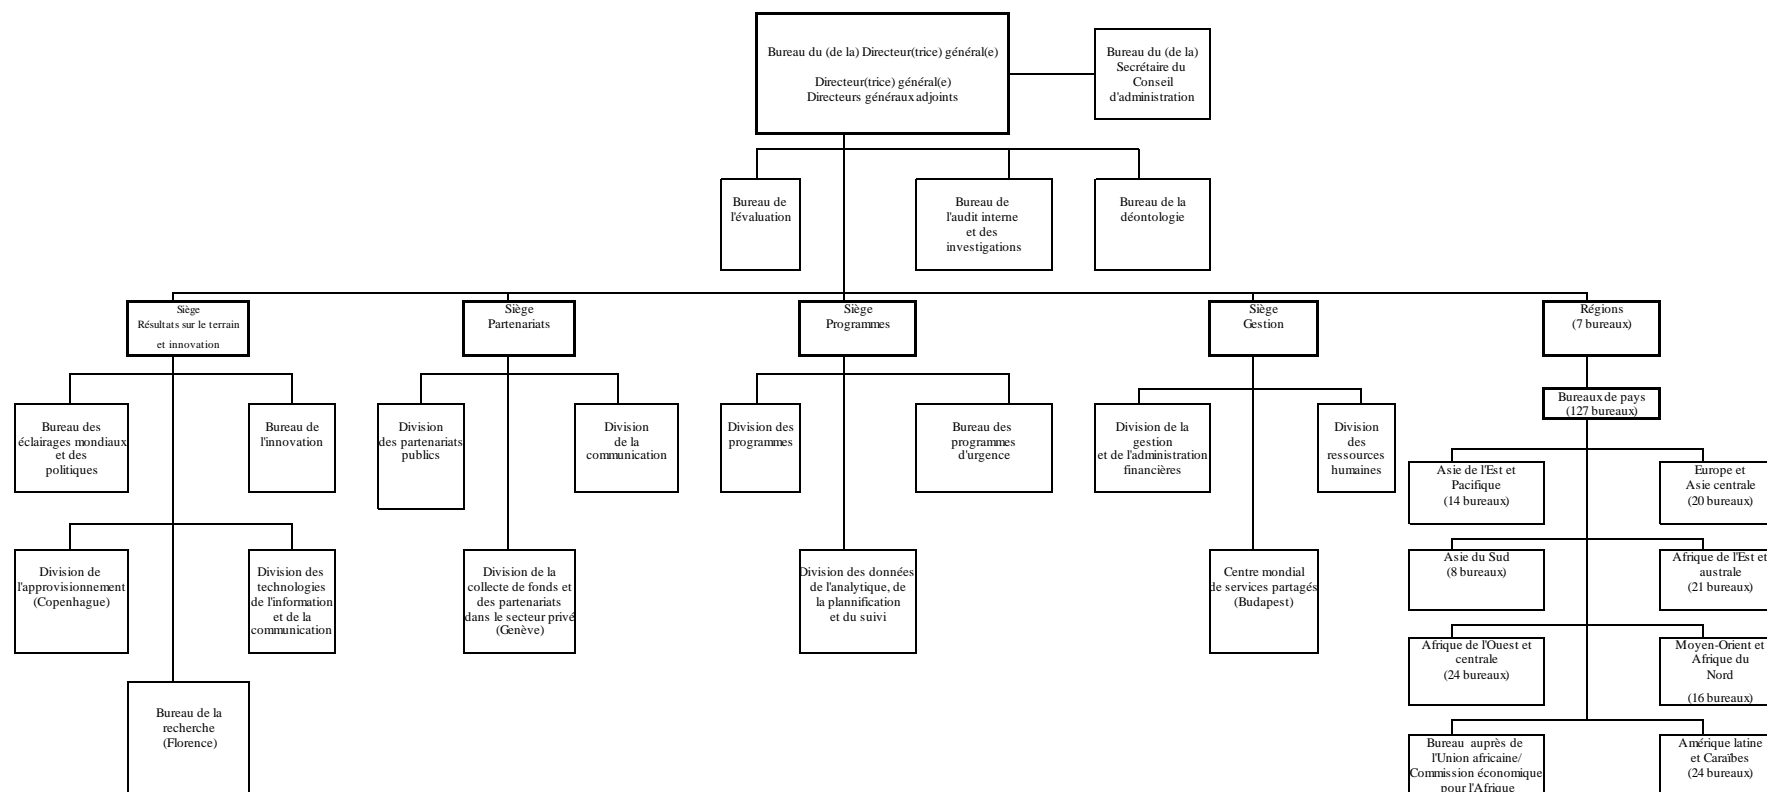 Bureau du (de la) Directeur(trice) général(e)
Directeur(trice) général(e)
Directeurs généraux adjoints
Bureau du (de la)
Secrétaire du
Conseil
d'administration
Bureau de
l'évaluation
Bureau de
l'audit interne
et des
investigations
Bureau de la
déontologie
Siège
Résultats sur le terrain
et innovation
Siège
Partenariats
Siège
Programmes
Siège
Gestion
Régions
(7 bureaux)
Bureaux de pays
(127 bureaux)
Bureau des
éclairages mondiaux
et des
politiques
Bureau de
l'innovation
Division
des partenariats
publics
Division
de la
communication
Division des
programmes
Bureau des
programmes
d'urgence
Division de la
gestion
et de l'administration
financières
Division
des
ressources
humaines
Asie de l'Est et
Pacifique
(14 bureaux)
Europe et
Asie centrale
(20 bureaux)
Division de
l'approvisionnement
(Copenhague)
Division des
technologies
de l'information
et de la
communication
Division de la
collecte de fonds et
des partenariats
dans le secteur privé
(Genève)
Division des données
de l'analytique, de
la plannification
et du suivi
Centre mondial
de services partagés
(Budapest)
Asie du Sud
(8 bureaux)
Afrique de l'Est et
australe
(21 bureaux)
Afrique de l'Ouest et
centrale
(24 bureaux)
Moyen-Orient et
Afrique du
Nord
(16 bureaux)
Bureau de la
recherche
(Florence)
Bureau auprès de
l'Union africaine/
Commission économique
pour l'Afrique
Amérique latine
et Caraïbes
(24 bureaux)